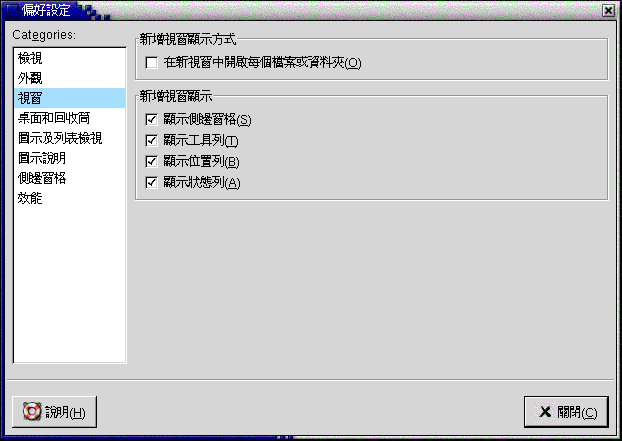 偏好設定
Categories:
檢視
外觀
視窗
桌面和回收筒
圖示及列表檢視
圖示說明
側邊窗格
效能
新增視窗顯示方式
在新視窗中開啟每個檔案或資料夾(O)
新增視窗顯示
顯示側邊窗格(S)
顯示工具列(T)
顯示位置列(B)
顯示狀態列(A)
說明(H)
關閉(C)